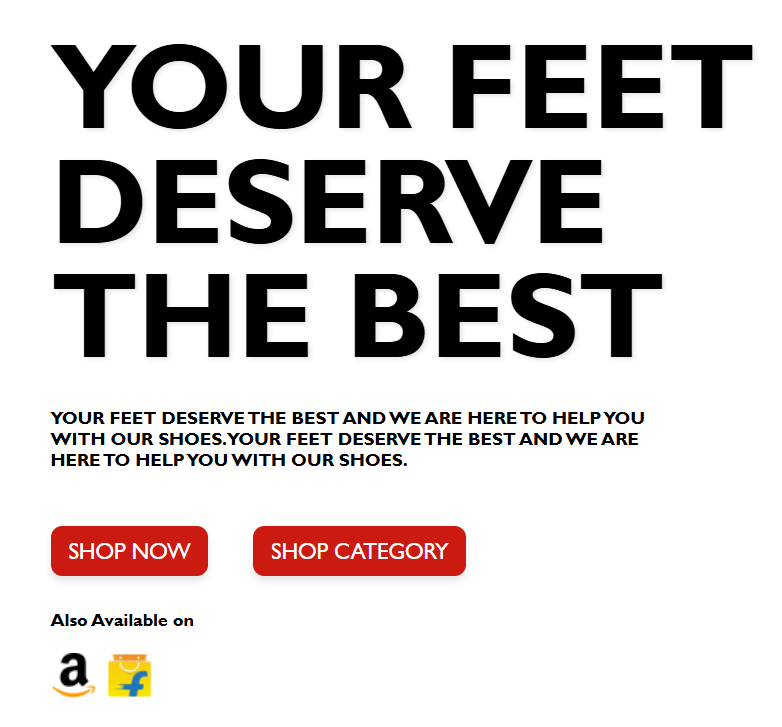 YOUR FEET
DESERVE
THE BEST
YOUR FEET DESERVE THE BEST AND WE ARE HERE TO HELP YOU
WITH OUR SHOES.YOUR FEET DESERVE THE BEST AND WE ARE
HERE TO HELP YOU WITH OUR SHOES.
SHOP NOW SHOP CATEGORY
Also Available on
a f